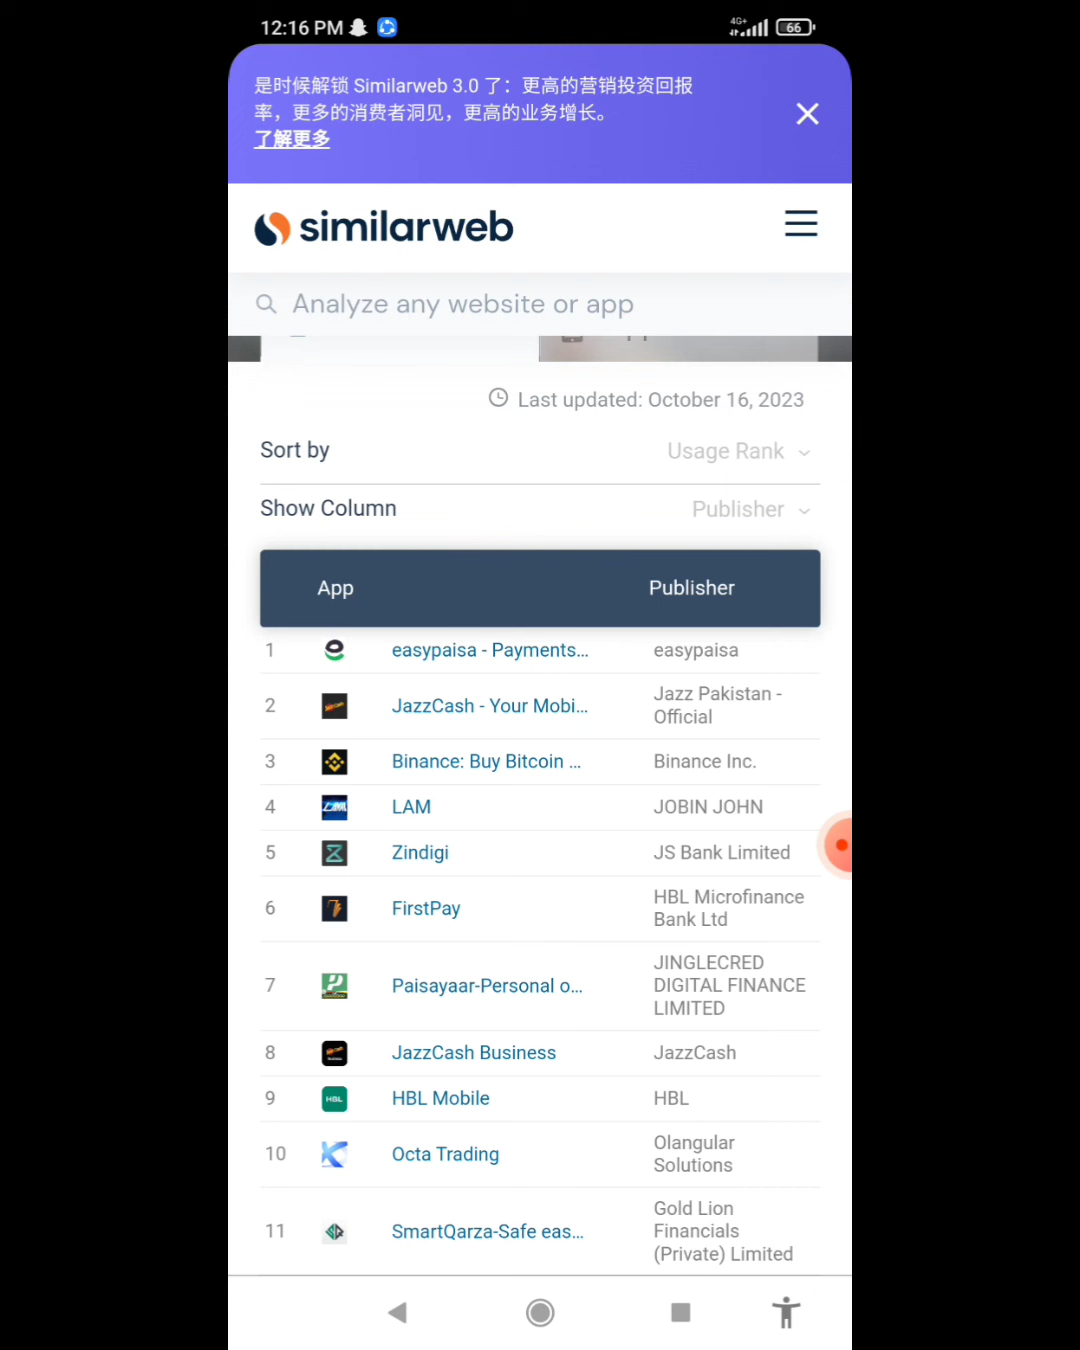 12:16 PM
4G+
66
是时候解锁 Similarweb 3.0 了：更高的营销投资回报
率，更多的消费者洞见，更高的业务增长。
了解更多
similarweb
Analyze any website or app
Last updated: October 16, 2023
Sort by Usage Rank
Show Column Publisher
App Publisher
1 easypaisa - Payments... easypaisa
2 JazzCash - Your Mobi... Jazz Pakistan -
Official
3 Binance: Buy Bitcoin ... Binance Inc.
4 LAM JOBIN JOHN
5 Zindigi JS Bank Limited
6 FirstPay HBL Microfinance
Bank Ltd
7 Paisayaar-Personal o... JINGLECRED
DIGITAL FINANCE
LIMITED
8 JazzCash Business JazzCash
9 HBL Mobile HBL
10 Octa Trading Olangular
Solutions
11 SmartQarza-Safe eas... Gold Lion
Financials
(Private) Limited